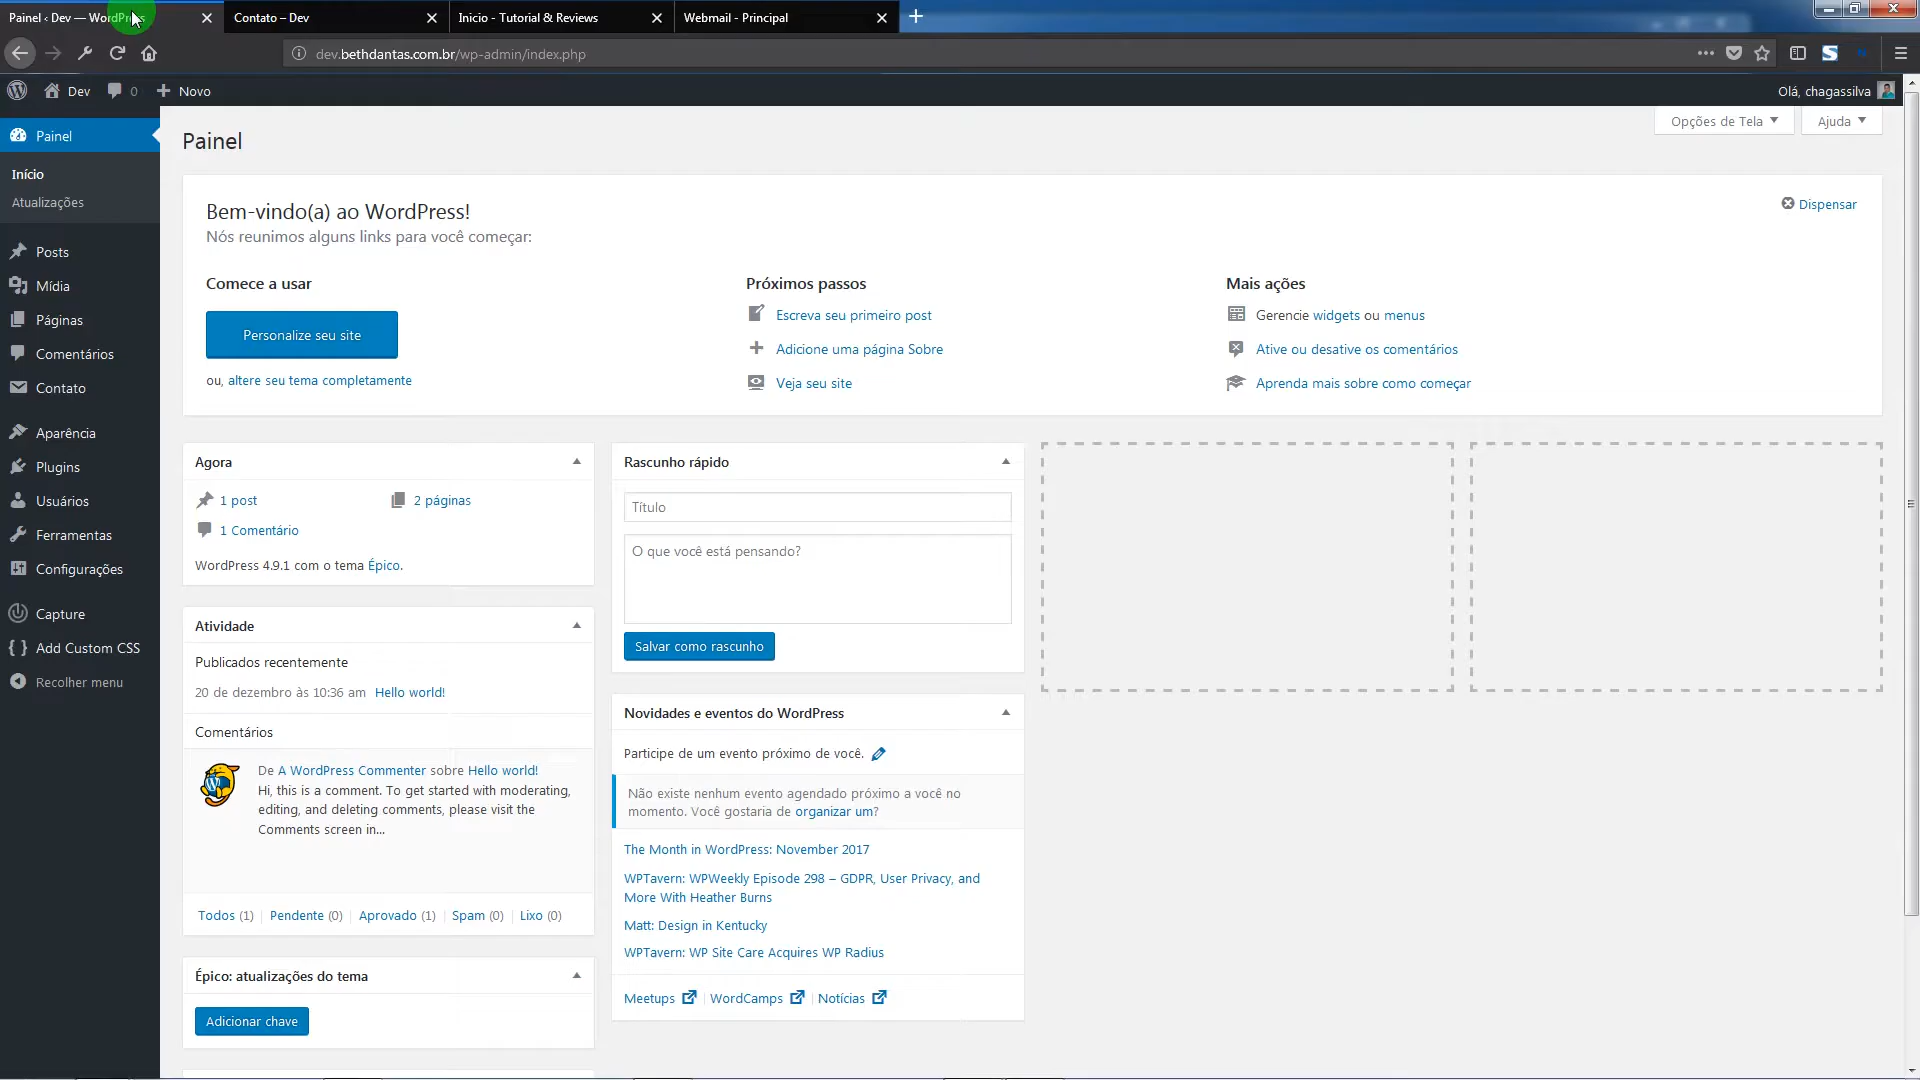 Painel ‹ Dev — WordPress
Contato – Dev
Inicio - Tutorial & Reviews
Webmail - Principal
dev.bethdantas.com.br/wp-admin/index.php
Dev
0
Novo
Olá, chagassilva
Opções de Tela
Ajuda
Painel
Início
Atualizações
Posts
Mídia
Páginas
Comentários
Contato
Aparência
Plugins
Usuários
Ferramentas
Configurações
Capture
Add Custom CSS
Recolher menu
Painel
Bem-vindo(a) ao WordPress!
Nós reunimos alguns links para você começar:
Dispensar
Comece a usar
Personalize seu site
ou, altere seu tema completamente
Próximos passos
Escreva seu primeiro post
Adicione uma página Sobre
Veja seu site
Mais ações
Gerencie widgets ou menus
Ative ou desative os comentários
Aprenda mais sobre como começar
Agora
1 post
2 páginas
1 Comentário
WordPress 4.9.1 com o tema Épico.
Atividade
Publicados recentemente
20 de dezembro às 10:36 am Hello world!
Comentários
De A WordPress Commenter sobre Hello world!
Hi, this is a comment. To get started with moderating,
editing, and deleting comments, please visit the
Comments screen in...
Todos (1) | Pendente (0) | Aprovado (1) | Spam (0) | Lixo (0)
Épico: atualizações do tema
Adicionar chave
Rascunho rápido
Título
O que você está pensando?
Salvar como rascunho
Novidades e eventos do WordPress
Participe de um evento próximo de você.
Não existe nenhum evento agendado próximo a você no
momento. Você gostaria de organizar um?
The Month in WordPress: November 2017
WPTavern: WPWeekly Episode 298 – GDPR, User Privacy, and
More With Heather Burns
Matt: Design in Kentucky
WPTavern: WP Site Care Acquires WP Radius
Meetups | WordCamps | Notícias